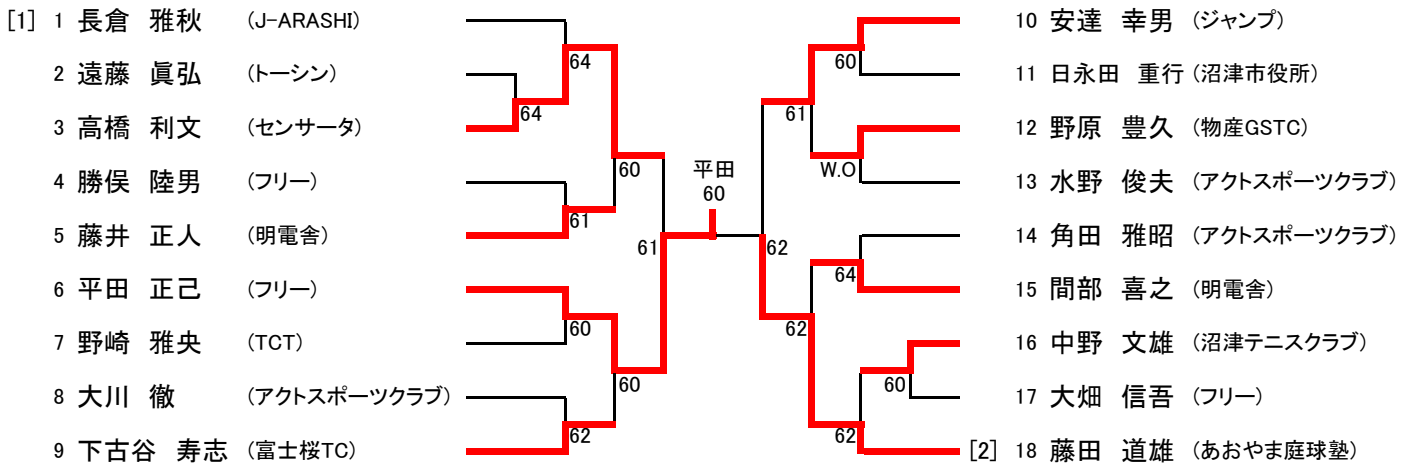 [1] 1 長倉 雅秋 (J-ARASHI)
2 遠藤 眞弘 (トーシン)
3 高橋 利文 (センサータ)
4 勝俣 陸男 (フリー)
5 藤井 正人 (明電舎)
6 平田 正己 (フリー)
7 野崎 雅央 (TCT)
8 大川 徹 (アクトスポーツクラブ)
9 下古谷 寿志 (富士桜TC)
64
64
60
61
61
60
60
62
平田
60
60
61
W.O
62
64
62
60
62
10 安達 幸男 (ジャンプ)
11 日永田 重行 (沼津市役所)
12 野原 豊久 (物産GSTC)
13 水野 俊夫 (アクトスポーツクラブ)
14 角田 雅昭 (アクトスポーツクラブ)
15 間部 喜之 (明電舎)
16 中野 文雄 (沼津テニスクラブ)
17 大畑 信吾 (フリー)
[2] 18 藤田 道雄 (あおやま庭球塾)